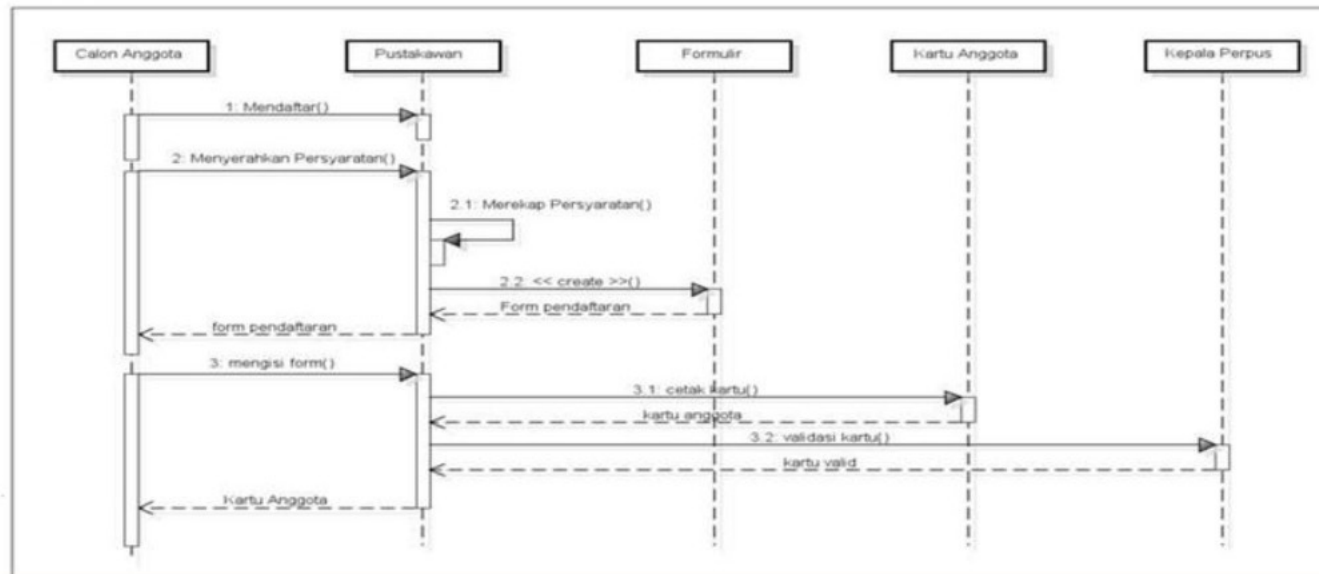 Calon Anggota
Pustakawan
Formulir
Kartu Anggota
Kepala Perpus
1: Mendaftar()
2: Menyerahkan Persyaratan()
2.1: Merekap Persyaratan()
2.2: << create >>()
Form pendaftaran
form pendaftaran
3: mengisi form()
3.1: cetak kartu()
kartu anggota
3.2: validasi kartu()
kartu valid
Kartu Anggota